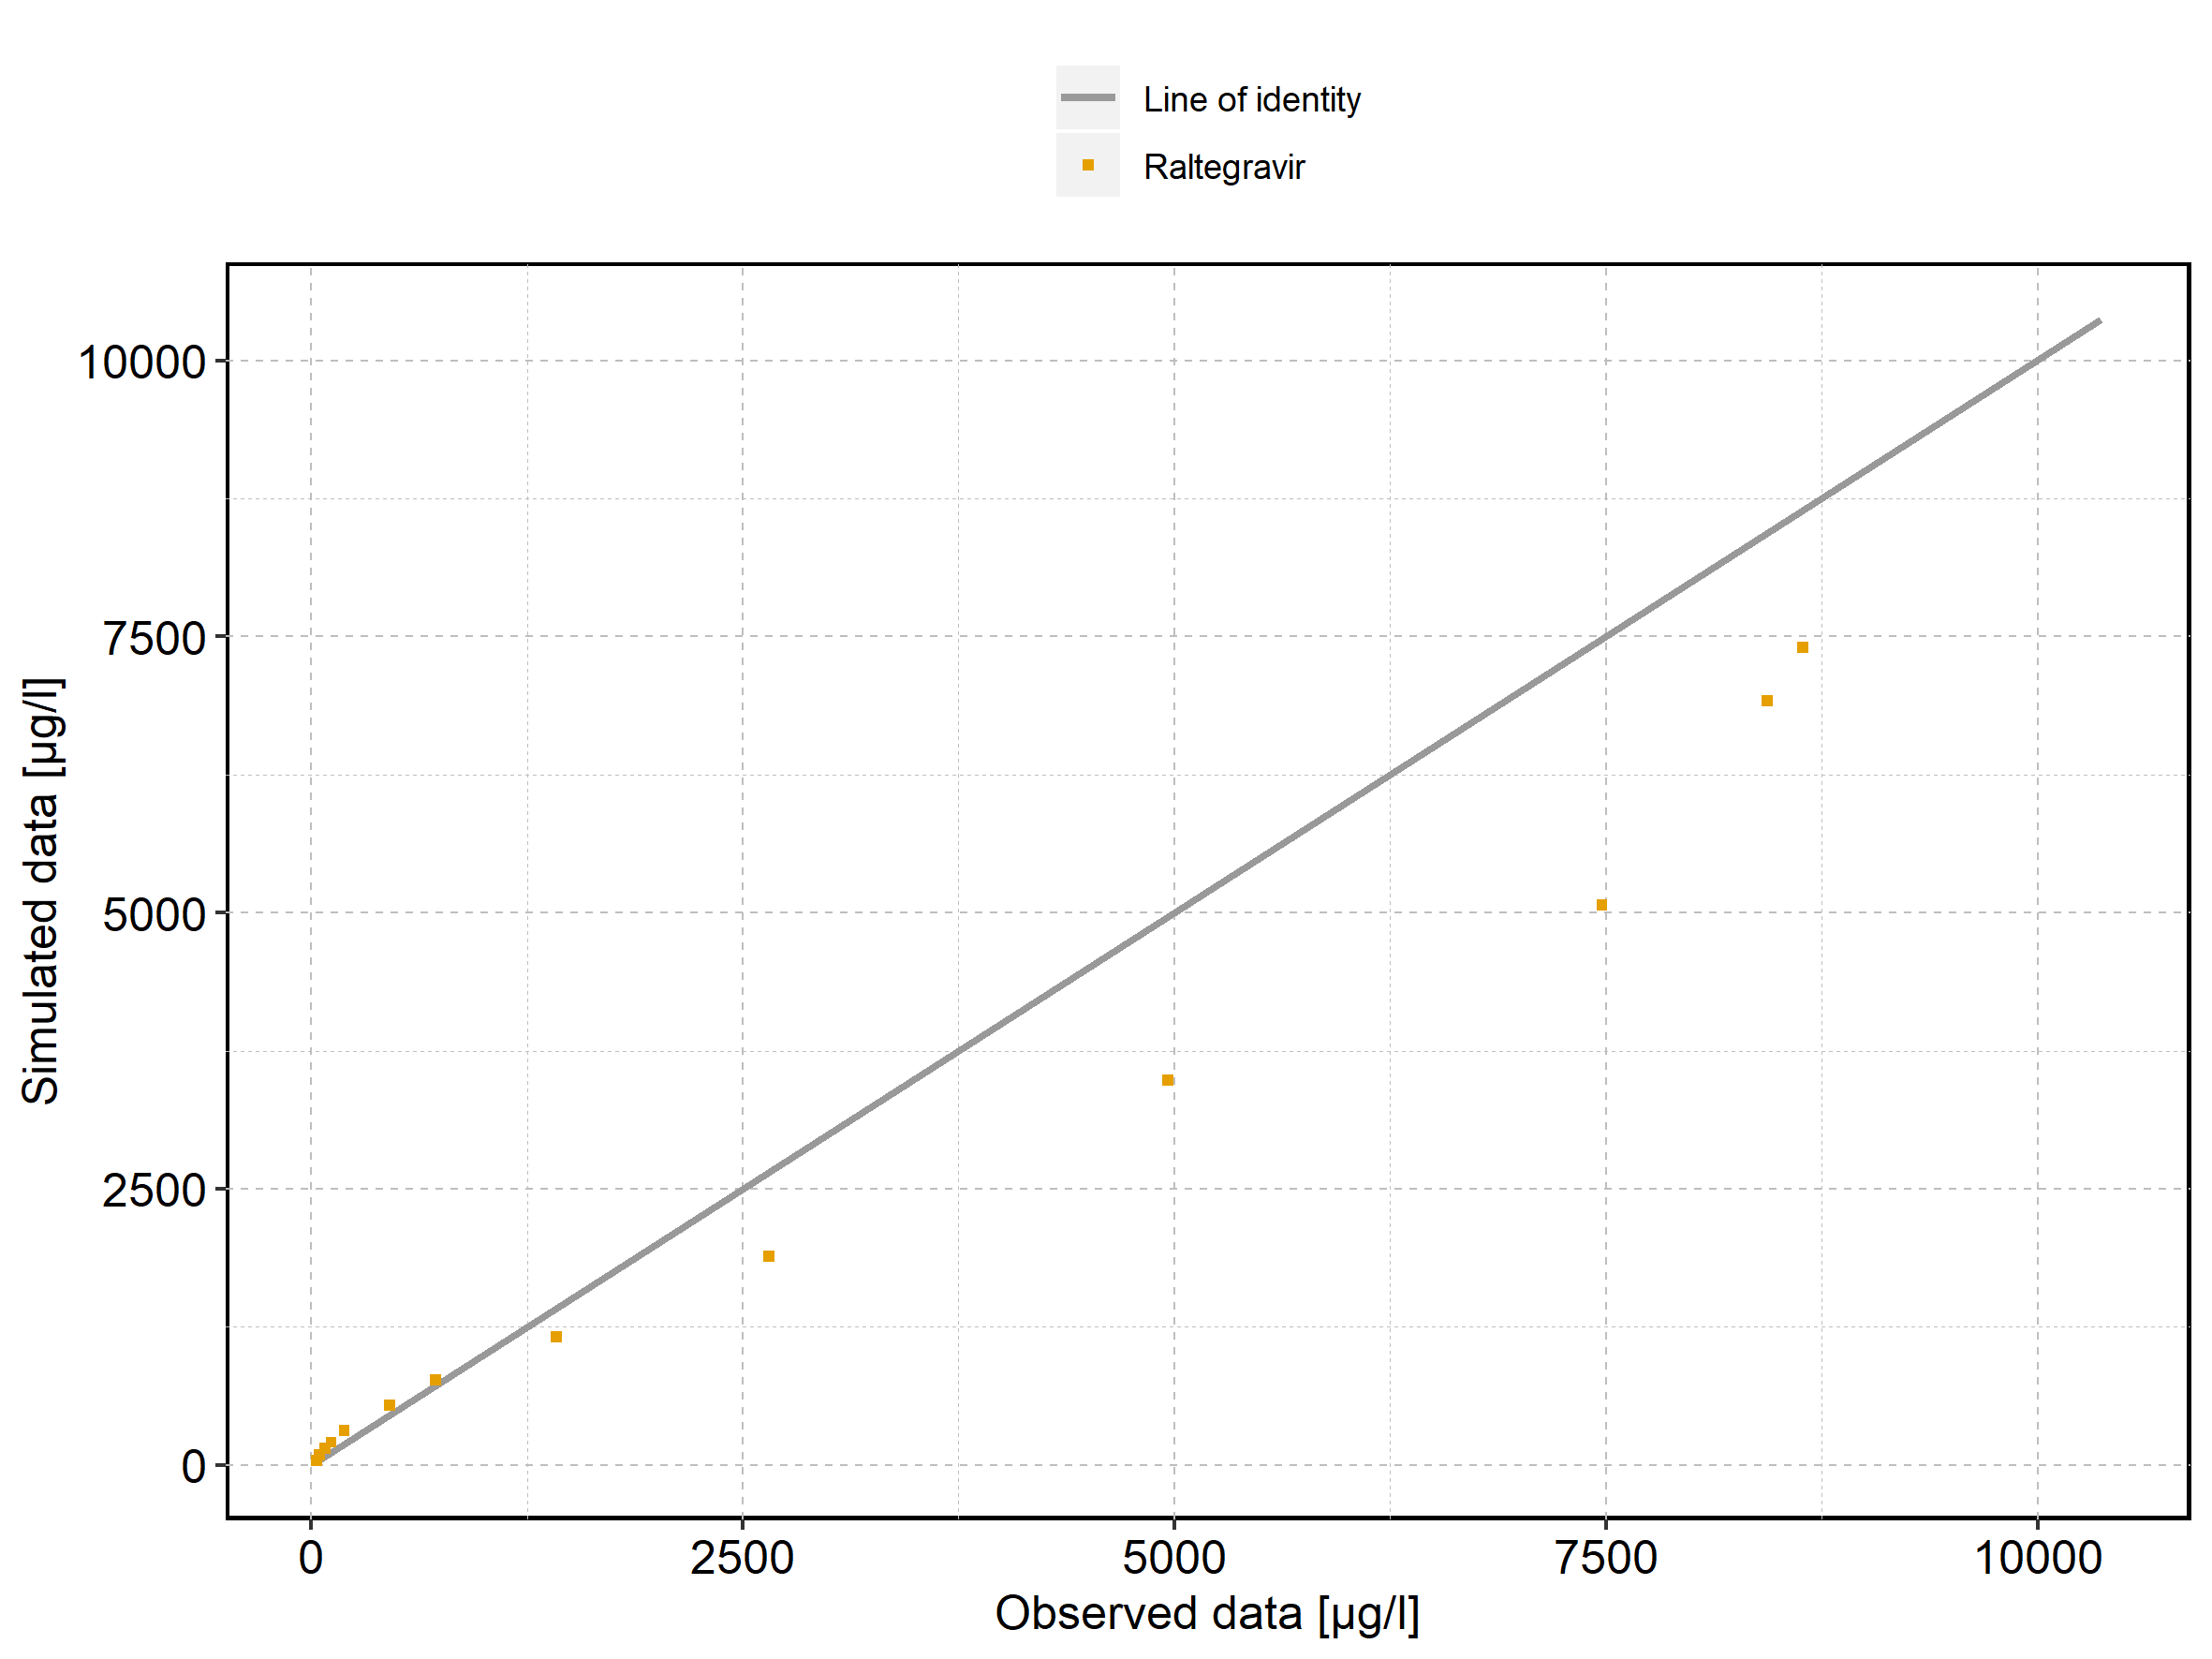 Line of identity
Raltegravir
10000
7500
5000
2500
0
Simulated data [µg/l]
0 2500 5000 7500 10000
Observed data [µg/l]